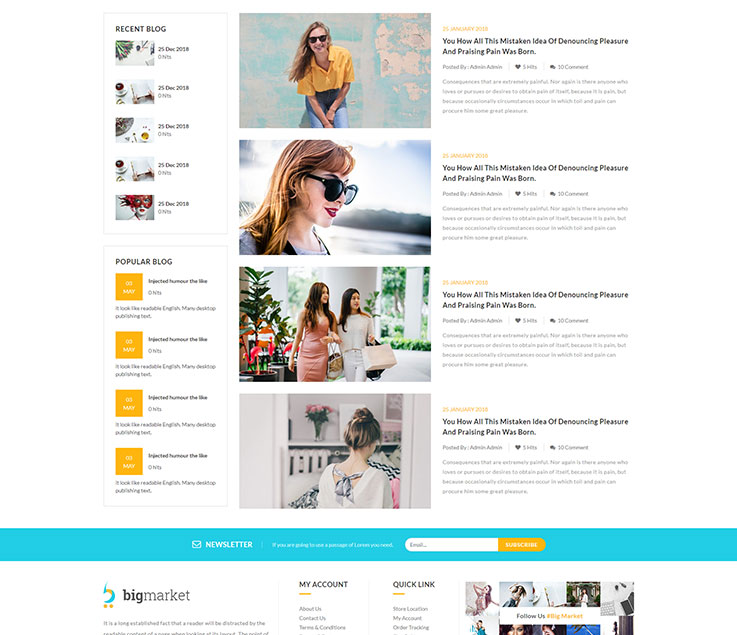 RECENT BLOG
25 Dec 2018
0 hits
25 Dec 2018
0 hits
25 Dec 2018
0 hits
25 Dec 2018
0 hits
25 Dec 2018
0 hits
POPULAR BLOG
05
MAY
Injected humour the like
0 hits
It look like readable English. Many desktop
publishing text.
05
MAY
Injected humour the like
0 hits
It look like readable English. Many desktop
publishing text.
05
MAY
Injected humour the like
0 hits
It look like readable English. Many desktop
publishing text.
05
MAY
Injected humour the like
0 hits
It look like readable English. Many desktop
publishing text.
25 JANUARY 2018
You How All This Mistaken Idea Of Denouncing Pleasure
And Praising Pain Was Born.
Posted By : Admin Admin 5 Hits 10 Comment
Consequences that are extremely painful. Nor again is there anyone who
loves or pursues or desires to obtain pain of itself, because it is pain, but
because occasionally circumstances occur in which toil and pain can
procure him some great pleasure.
25 JANUARY 2018
You How All This Mistaken Idea Of Denouncing Pleasure
And Praising Pain Was Born.
Posted By : Admin Admin 5 Hits 10 Comment
Consequences that are extremely painful. Nor again is there anyone who
loves or pursues or desires to obtain pain of itself, because it is pain, but
because occasionally circumstances occur in which toil and pain can
procure him some great pleasure.
25 JANUARY 2018
You How All This Mistaken Idea Of Denouncing Pleasure
And Praising Pain Was Born.
Posted By : Admin Admin 5 Hits 10 Comment
Consequences that are extremely painful. Nor again is there anyone who
loves or pursues or desires to obtain pain of itself, because it is pain, but
because occasionally circumstances occur in which toil and pain can
procure him some great pleasure.
25 JANUARY 2018
You How All This Mistaken Idea Of Denouncing Pleasure
And Praising Pain Was Born.
Posted By : Admin Admin 5 Hits 10 Comment
Consequences that are extremely painful. Nor again is there anyone who
loves or pursues or desires to obtain pain of itself, because it is pain, but
because occasionally circumstances occur in which toil and pain can
procure him some great pleasure.
NEWSLETTER | If you are going to use a passage of Lorem you need. Email... SUBSCRIBE
bigmarket
It is a long established fact that a reader will be distracted by the
readable content of a page when looking at its layout. The point of
MY ACCOUNT
About Us
Contact Us
Terms & Conditions
QUICK LINK
Store Location
My Account
Order Tracking
Follow Us #Big Market